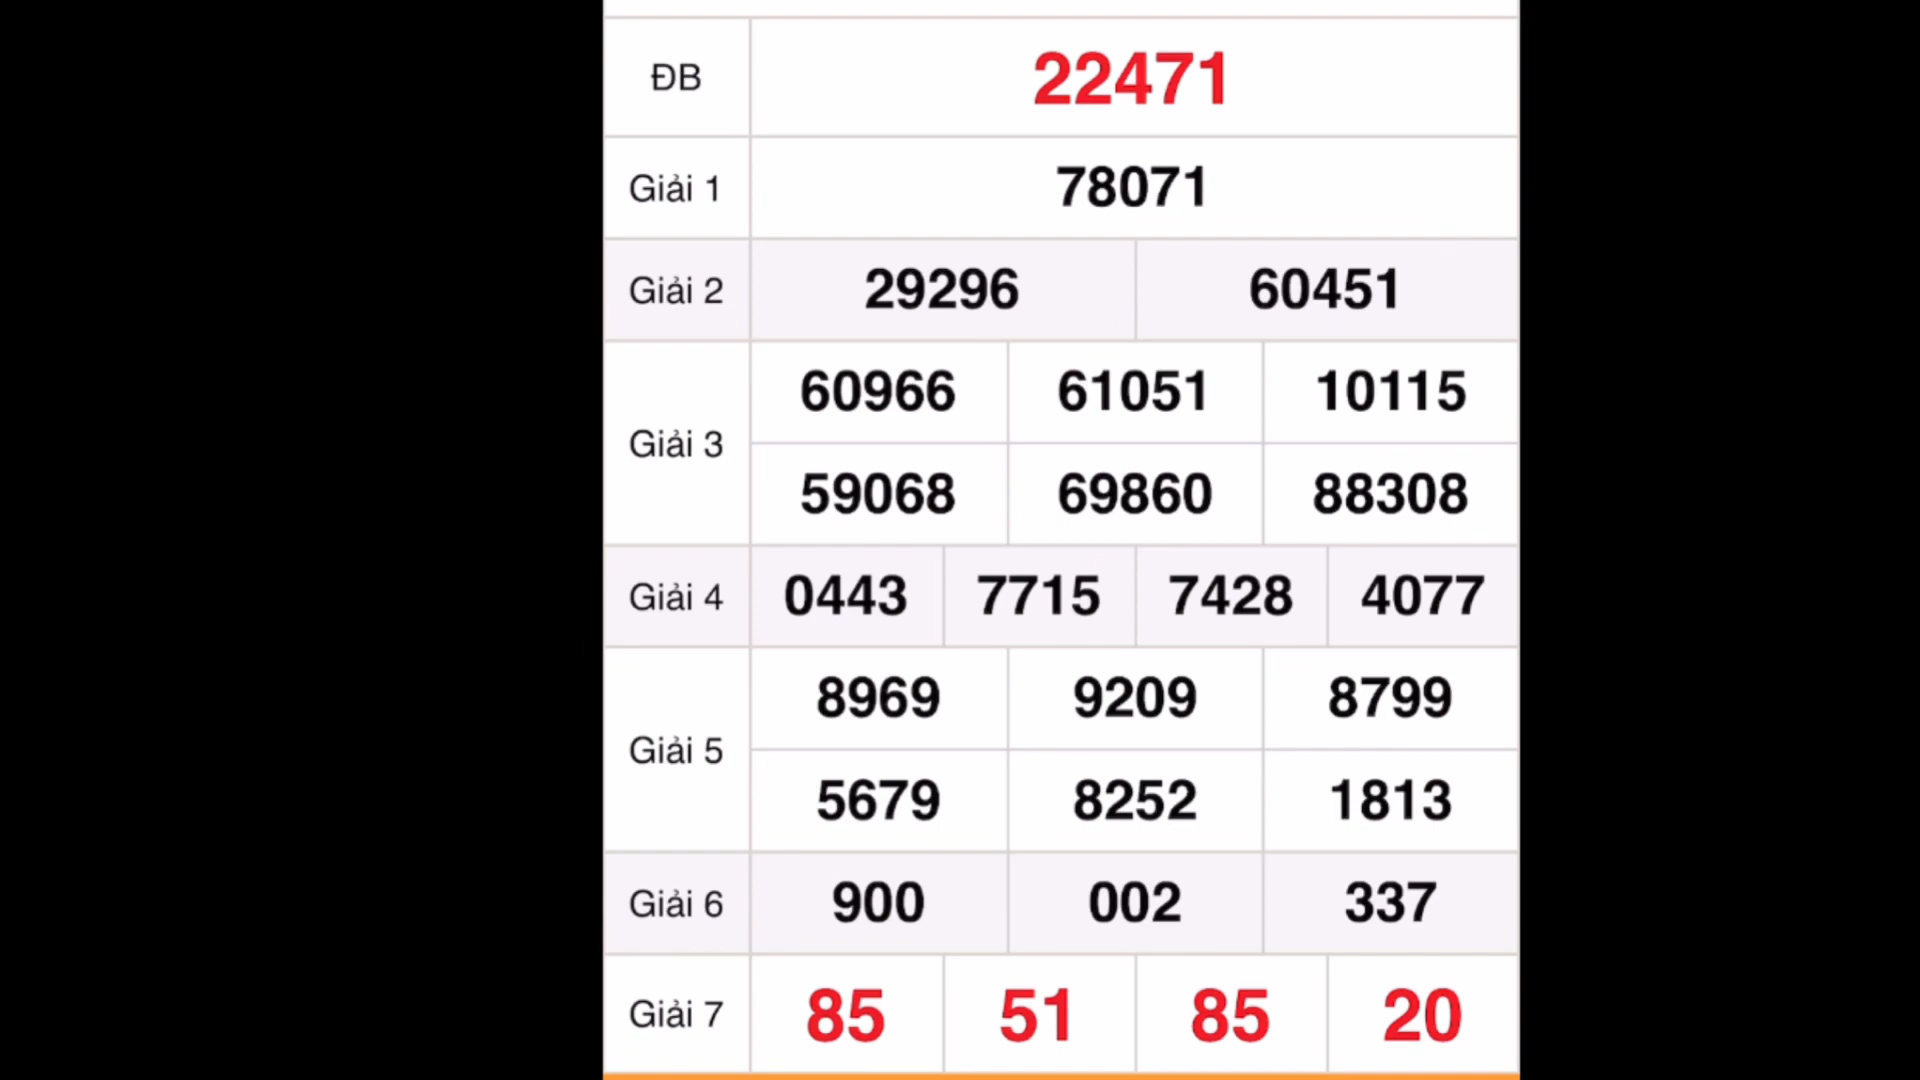 ĐB 22471
Giải 1 78071
Giải 2 29296 60451
Giải 3 60966 61051 10115
59068 69860 88308
Giải 4 0443 7715 7428 4077
Giải 5 8969 9209 8799
5679 8252 1813
Giải 6 900 002 337
Giải 7 85 51 85 20